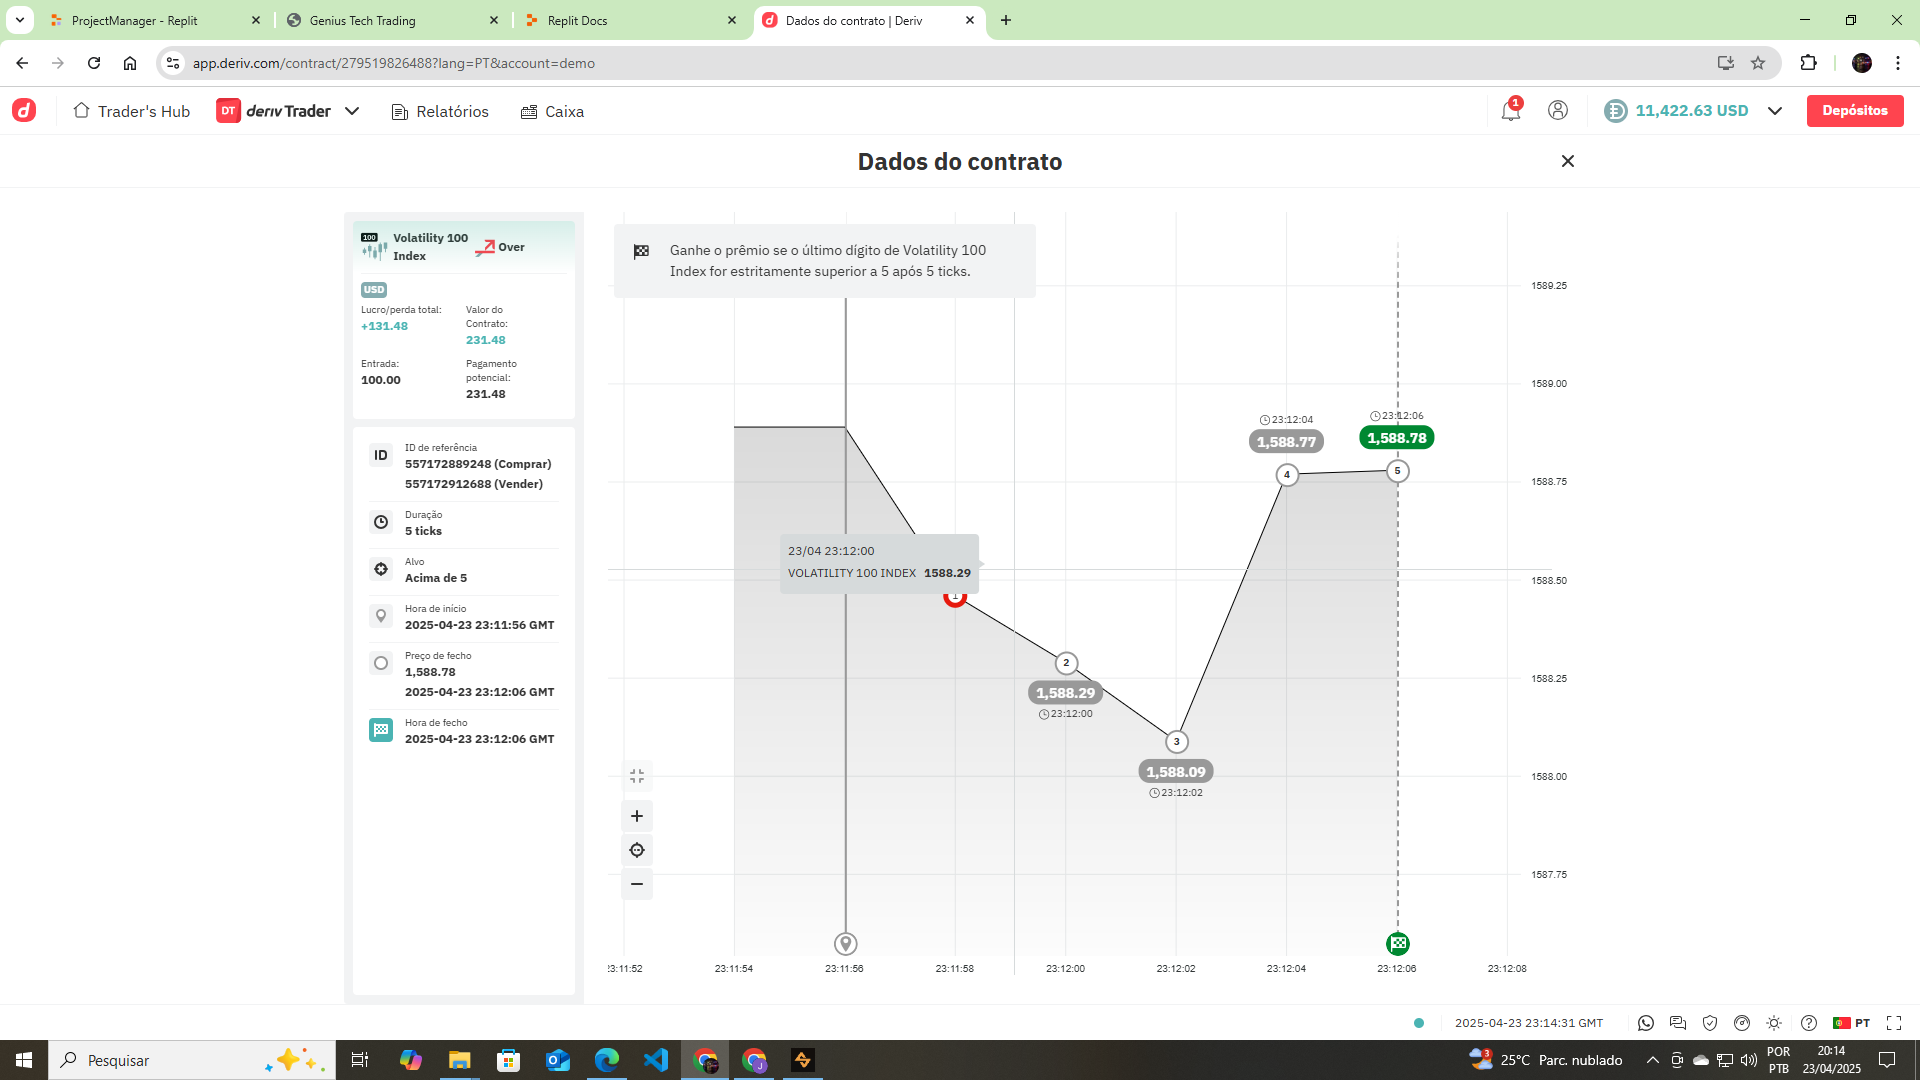 ProjectManager - Replit
Genius Tech Trading
Replit Docs
Dados do contrato | Deriv
app.deriv.com/contract/279519826488?lang=PT&account=demo
Trader's Hub
DT deriv Trader
Relatórios
Caixa
1
11,422.63 USD
Depósitos
Dados do contrato
100
Volatility 100
Index
Over
USD
Lucro/perda total:
+131.48
Valor do
Contrato:
231.48
Entrada:
100.00
Pagamento
potencial:
231.48
ID
ID de referência
557172889248 (Comprar)
557172912688 (Vender)
Duração
5 ticks
Alvo
Acima de 5
Hora de início
2025-04-23 23:11:56 GMT
Preço de fecho
1,588.78
2025-04-23 23:12:06 GMT
Hora de fecho
2025-04-23 23:12:06 GMT
Ganhe o prêmio se o último dígito de Volatility 100
Index for estritamente superior a 5 após 5 ticks.
1589.25
1589.00
1588.75
1588.50
1588.25
1588.00
1587.75
23:12:04
1,588.77
4
23:12:06
1,588.78
5
23/04 23:12:00
VOLATILITY 100 INDEX 1588.29
1
2
1,588.29
23:12:00
3
1,588.09
23:12:02
23:11:52
23:11:54
23:11:56
23:11:58
23:12:00
23:12:02
23:12:04
23:12:06
23:12:08
2025-04-23 23:14:31 GMT
PT
Pesquisar
3
25°C Parc. nublado
POR
PTB
20:14
23/04/2025